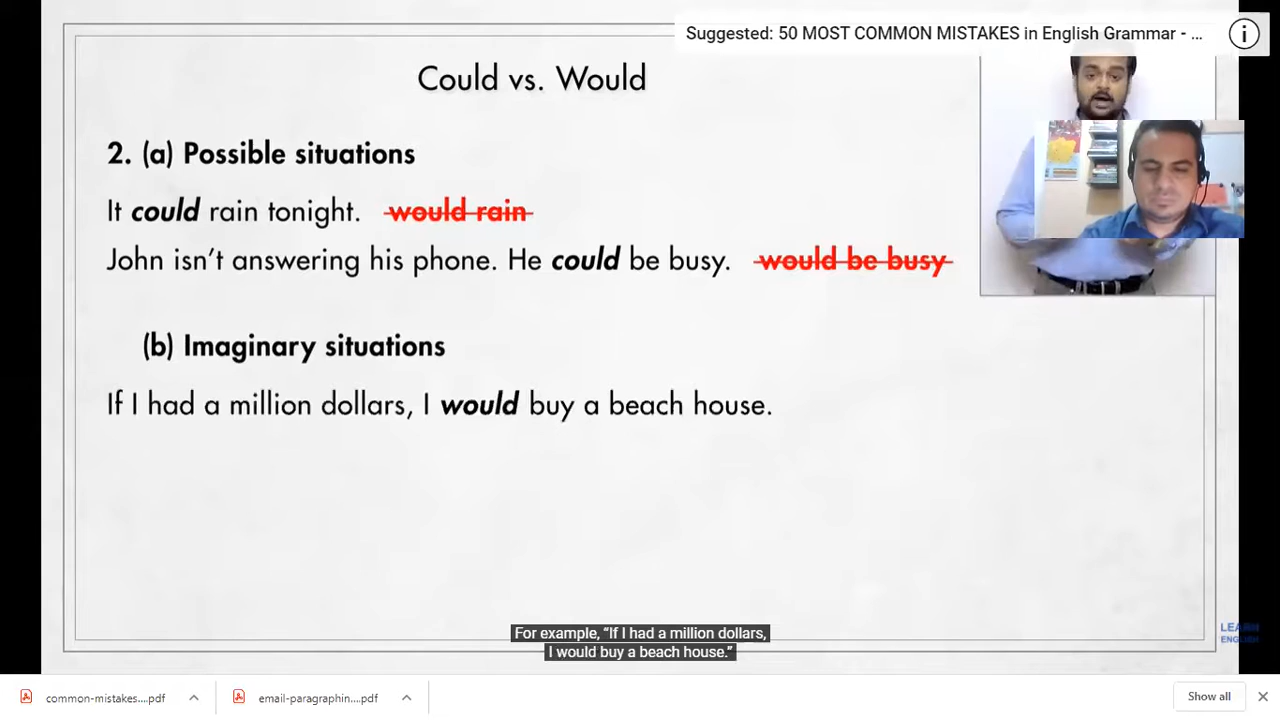 Suggested: 50 MOST COMMON MISTAKES in English Grammar - ...
Could vs. Would
2. (a) Possible situations
It could rain tonight. would rain
John isn't answering his phone. He could be busy. would be busy
(b) Imaginary situations
If I had a million dollars, I would buy a beach house.
For example, “If I had a million dollars,
I would buy a beach house.”
LEARN
ENGLISH
common-mistakes....pdf
email-paragraphin....pdf
Show all